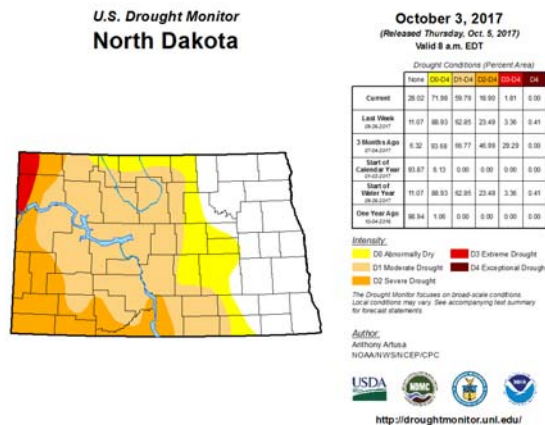 U.S. Drought Monitor
North Dakota
October 3, 2017
(Released Thursday, Oct. 5, 2017)
Valid 8 a.m. EDT
Drought Conditions (Percent Area)
None D0-D4 D1-D4 D2-D4 D3-D4 D4
Current 28.02 71.98 59.79 18.90 1.81 0.00
Last Week 11.07 88.93 62.85 23.49 3.36 0.41
3 Months Ago 6.32 93.68 66.77 46.99 29.29 0.00
Start of
Calendar Year 93.87 6.13 0.00 0.00 0.00 0.00
Start of
Water Year 11.07 88.93 62.85 23.48 3.36 0.41
One Year Ago 98.94 1.06 0.00 0.00 0.00 0.00
Intensity:
D0 Abnormally Dry D3 Extreme Drought
D1 Moderate Drought D4 Exceptional Drought
D2 Severe Drought
The Drought Monitor focuses on broad-scale conditions.
Local conditions may vary. See accompanying text summary
for forecast statements
Author:
Anthony Artusa
NOAA/NWS/NCEP/CPC
USDA
NDMC
NOAA
http://droughtmonitor.unl.edu/